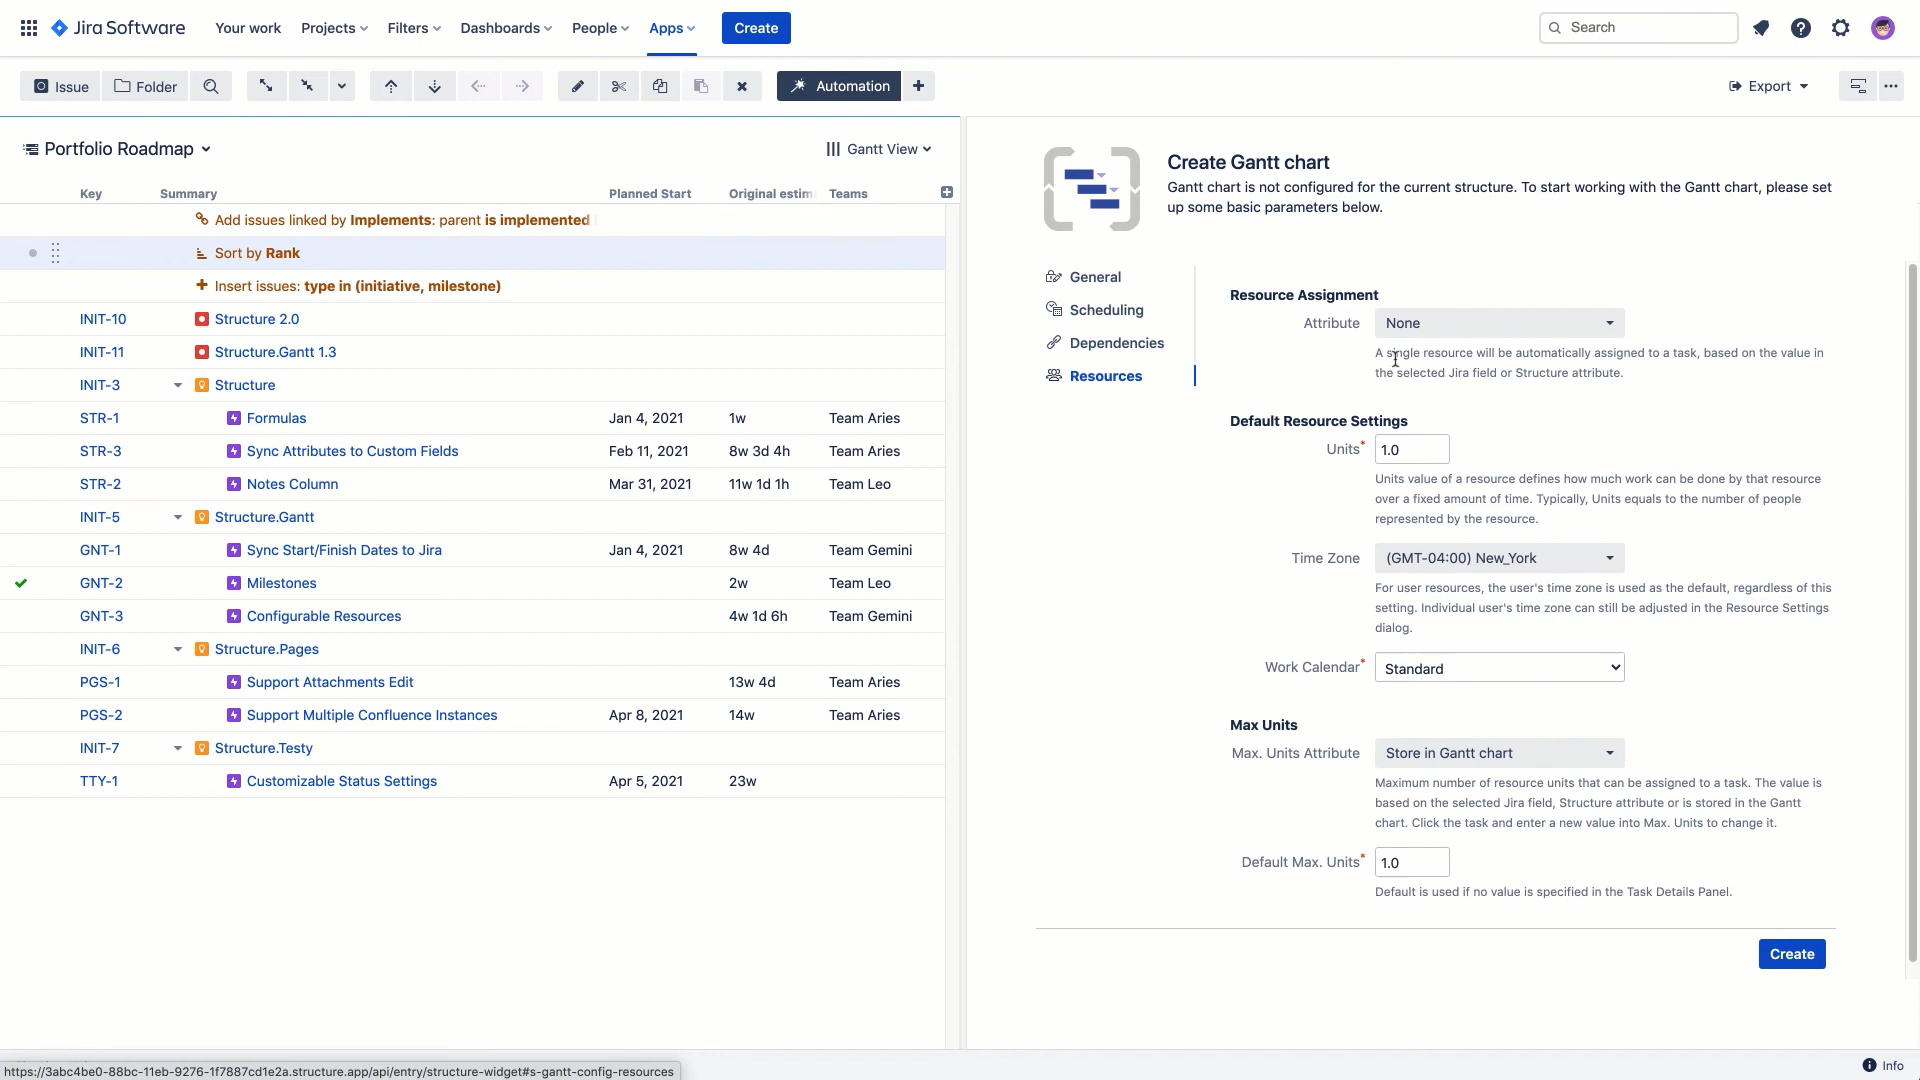 Jira Software
Your work
Projects
Filters
Dashboards
People
Apps
Create
Search
Issue
Folder
Automation
Export
Portfolio Roadmap
Gantt View
Key Summary Planned Start Original estim Teams
Add issues linked by Implements: parent is implemented
Sort by Rank
Insert issues: type in (initiative, milestone)
INIT-10 Structure 2.0
INIT-11 Structure.Gantt 1.3
INIT-3 Structure
STR-1 Formulas Jan 4, 2021 1w Team Aries
STR-3 Sync Attributes to Custom Fields Feb 11, 2021 8w 3d 4h Team Aries
STR-2 Notes Column Mar 31, 2021 11w 1d 1h Team Leo
INIT-5 Structure.Gantt
GNT-1 Sync Start/Finish Dates to Jira Jan 4, 2021 8w 4d Team Gemini
GNT-2 Milestones 2w Team Leo
GNT-3 Configurable Resources 4w 1d 6h Team Gemini
INIT-6 Structure.Pages
PGS-1 Support Attachments Edit 13w 4d Team Aries
PGS-2 Support Multiple Confluence Instances Apr 8, 2021 14w Team Aries
INIT-7 Structure.Testy
TTY-1 Customizable Status Settings Apr 5, 2021 23w
Create Gantt chart
Gantt chart is not configured for the current structure. To start working with the Gantt chart, please set
up some basic parameters below.
General
Scheduling
Dependencies
Resources
Resource Assignment
Attribute None
A single resource will be automatically assigned to a task, based on the value in
the selected Jira field or Structure attribute.
Default Resource Settings
Units* 1.0
Units value of a resource defines how much work can be done by that resource
over a fixed amount of time. Typically, Units equals to the number of people
represented by the resource.
Time Zone (GMT-04:00) New_York
For user resources, the user's time zone is used as the default, regardless of this
setting. Individual user's time zone can still be adjusted in the Resource Settings
dialog.
Work Calendar* Standard
Max Units
Max. Units Attribute Store in Gantt chart
Maximum number of resource units that can be assigned to a task. The value is
based on the selected Jira field, Structure attribute or is stored in the Gantt
chart. Click the task and enter a new value into Max. Units to change it.
Default Max. Units* 1.0
Default is used if no value is specified in the Task Details Panel.
Create
https://3abc4be0-88bc-11eb-9276-1f7887cd1e2a.structure.app/api/entry/structure-widget#s-gantt-config-resources
Info